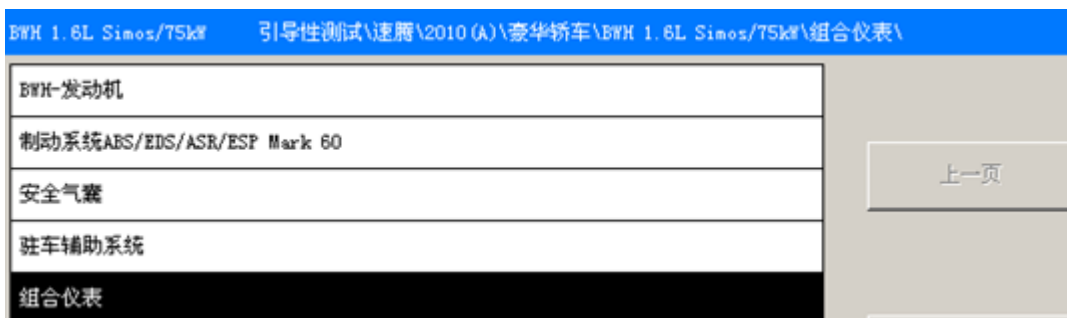 BWH 1.6L Simos/75kW 引导性测试\速腾\2010(A)\豪华轿车\BWH 1.6L Simos/75kW\组合仪表\
BWH-发动机
制动系统ABS/EDS/ASR/ESP Mark 60
安全气囊
上一页
驻车辅助系统
组合仪表